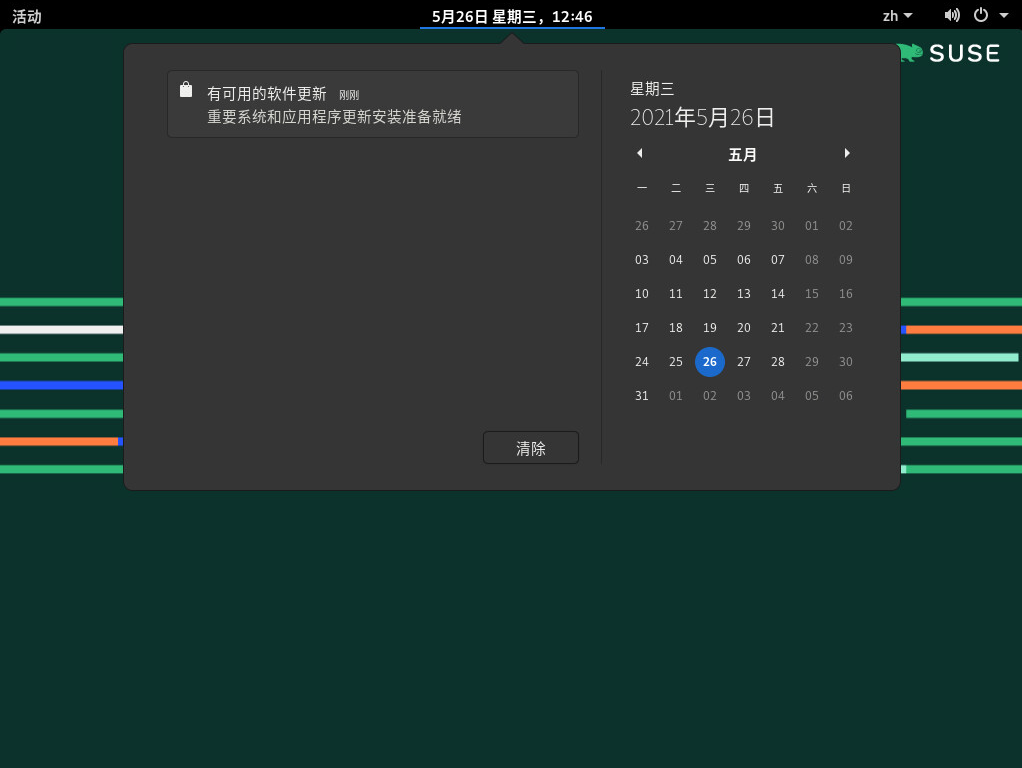 活动
5月26日 星期三，12:46
zh
SUSE
有可用的软件更新 刚刚
重要系统和应用程序更新安装准备就绪
清除
星期三
2021年5月26日
五月
一 二 三 四 五 六 日
26 27 28 29 30 01 02
03 04 05 06 07 08 09
10 11 12 13 14 15 16
17 18 19 20 21 22 23
24 25 26 27 28 29 30
31 01 02 03 04 05 06